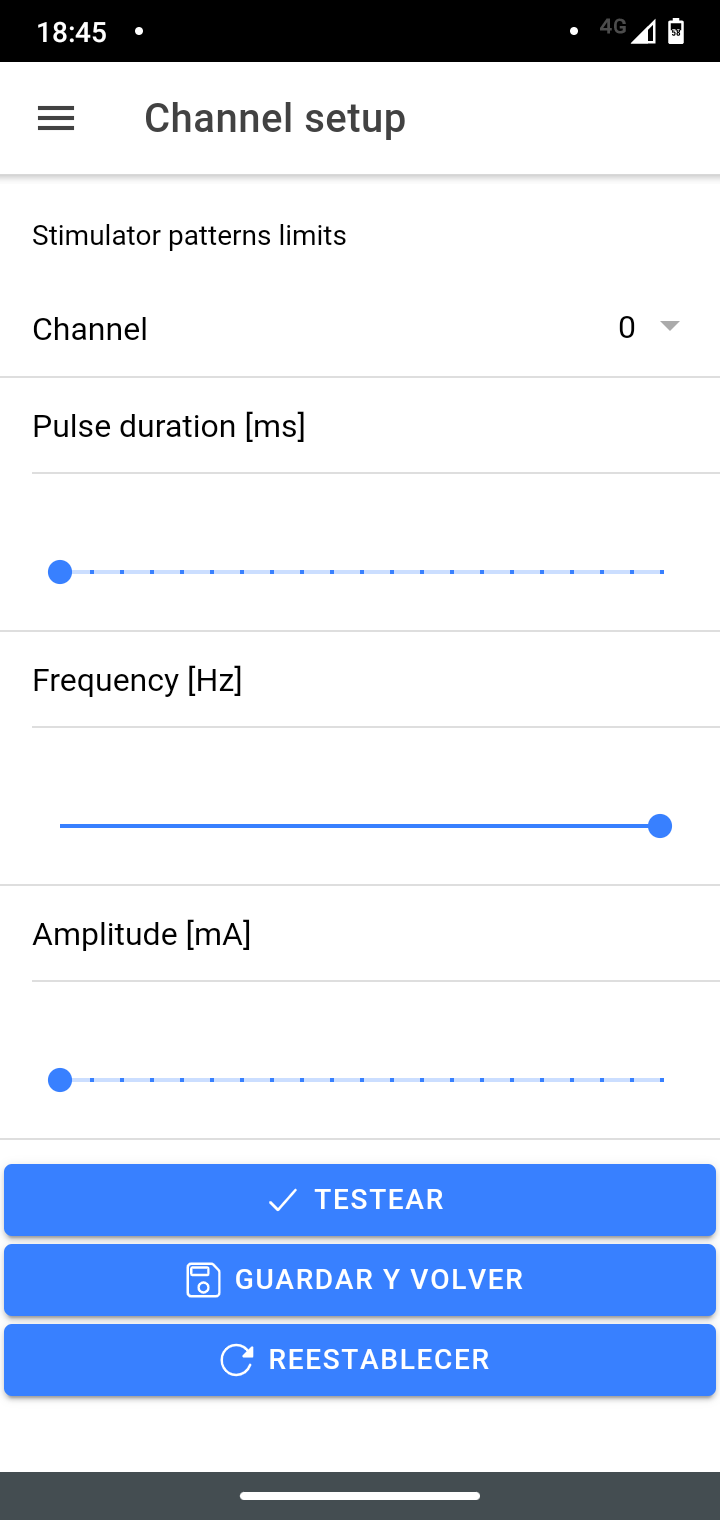 18:45
4G
58
Channel setup
Stimulator patterns limits
Channel
0
Pulse duration [ms]
Frequency [Hz]
Amplitude [mA]
TESTEAR
GUARDAR Y VOLVER
REESTABLECER